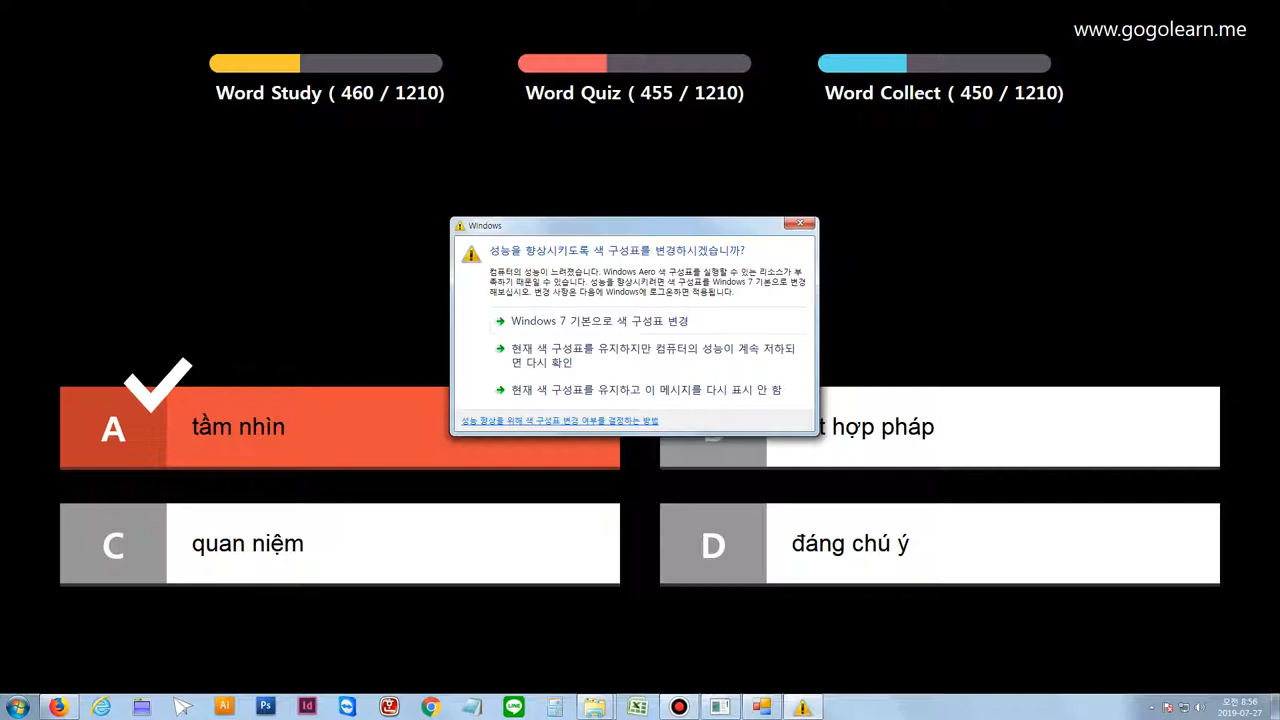 www.gogolearn.me
Word Study ( 460 / 1210)
Word Quiz ( 455 / 1210)
Word Collect ( 450 / 1210)
Windows
성능을 향상시키도록 색 구성표를 변경하시겠습니까?
컴퓨터의 성능이 느려졌습니다. Windows Aero 색 구성표를 실행할 수 있는 리소스가 부
족하기 때문일 수 있습니다. 성능을 향상시키려면 색 구성표를 Windows 7 기본으로 변경
해보십시오. 변경 사항은 다음에 Windows에 로그온하면 적용됩니다.
Windows 7 기본으로 색 구성표 변경
현재 색 구성표를 유지하지만 컴퓨터의 성능이 계속 저하되
면 다시 확인
현재 색 구성표를 유지하고 이 메시지를 다시 표시 안 함
성능 향상을 위해 색 구성표 변경 여부를 결정하는 방법
A
tầm nhìn
hợp pháp
C
quan niệm
D
đáng chú ý
Ai
Ps
Id
LINE
오전 8:56
2019-07-27